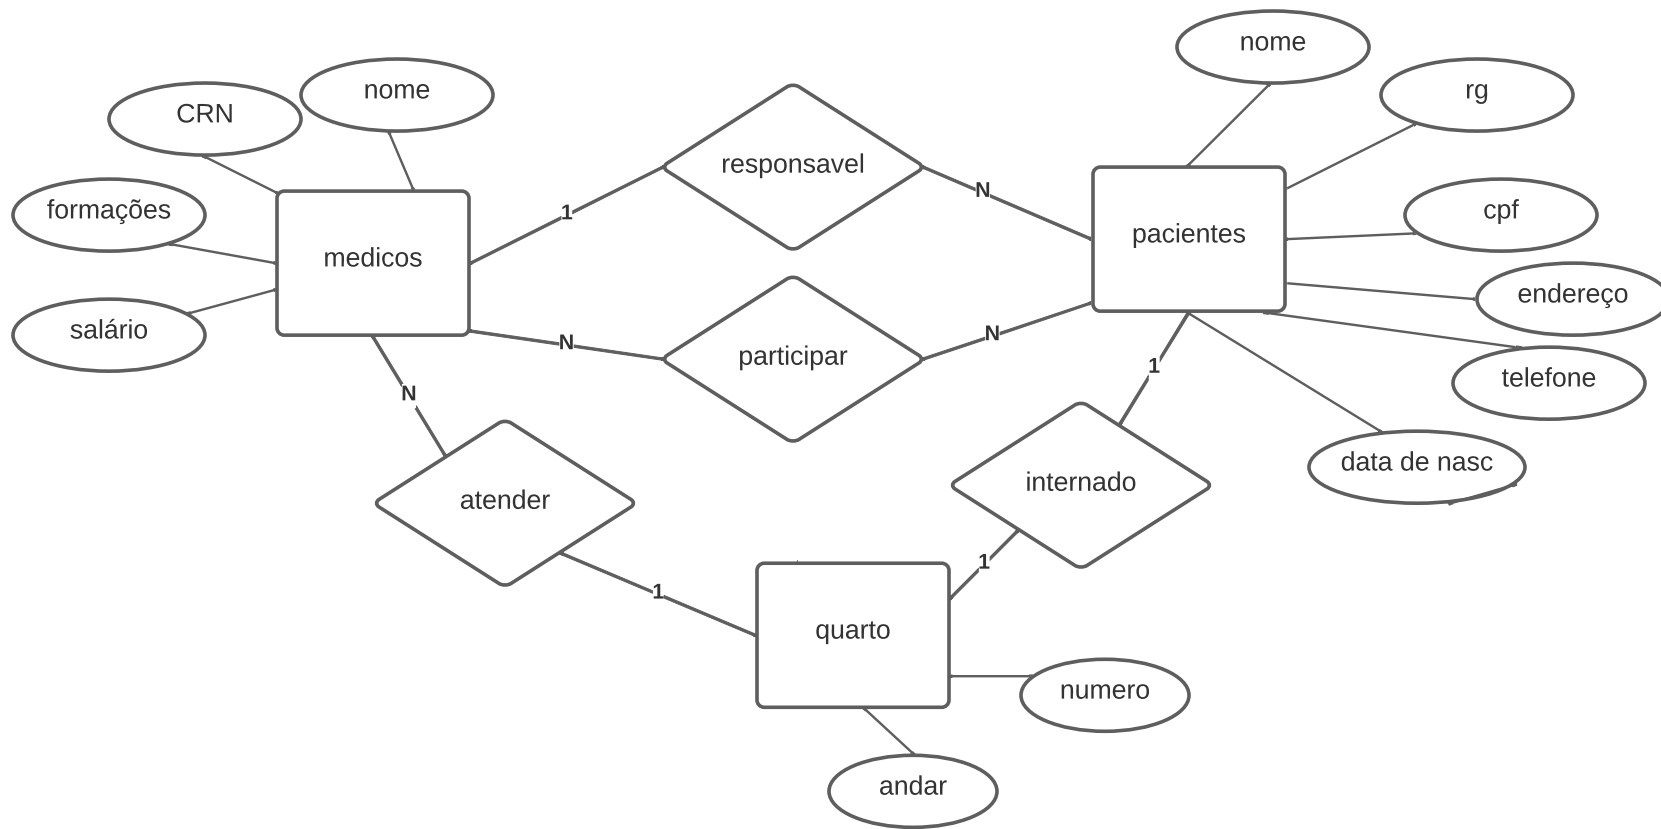 nome
nome
rg
CRN
responsavel
formações
cpf
N
1
pacientes
medicos
endereço
salário
N
N
participar
telefone
1
N
data de nasc
atender
internado
1
1
quarto
numero
andar